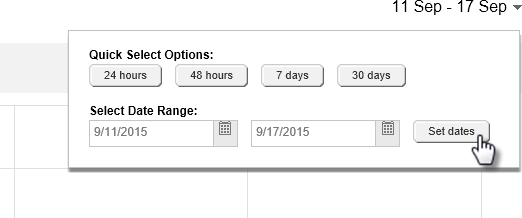 11 Sep - 17 Sep
Quick Select Options:
24 hours 48 hours 7 days 30 days
Select Date Range:
9/11/2015 9/17/2015 Set dates